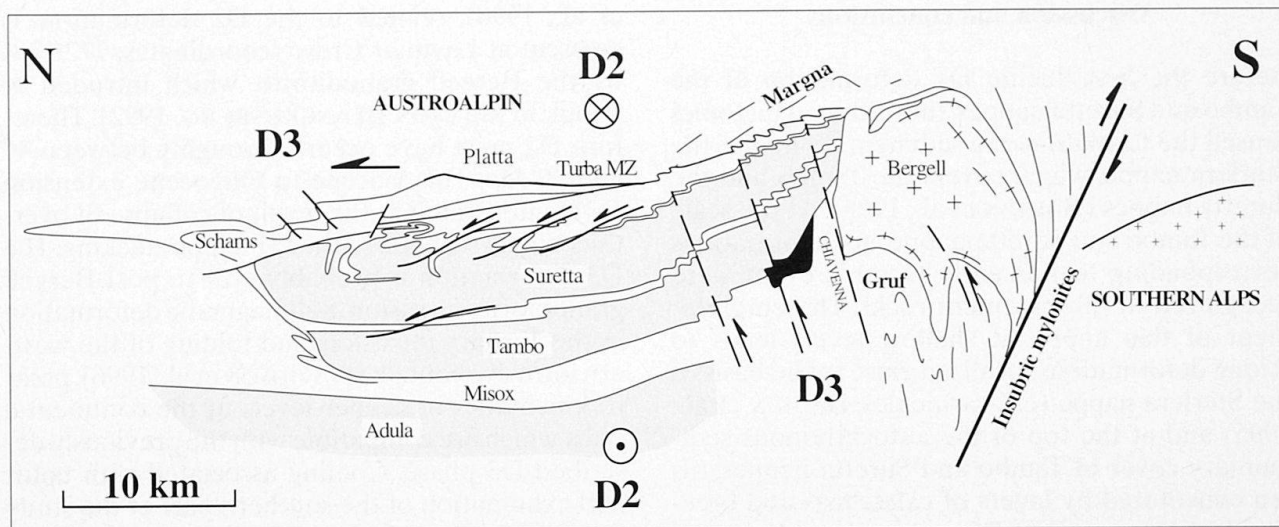 N
S
D2
AUSTROALPIN
D3
Margna
Platta
Turba MZ
Bergell
Schams
Suretta
CHIAVENNA
Gruf
Insubric mylonites
SOUTHERN ALPS
Tambo
D3
Misox
Adula
10 km
D2